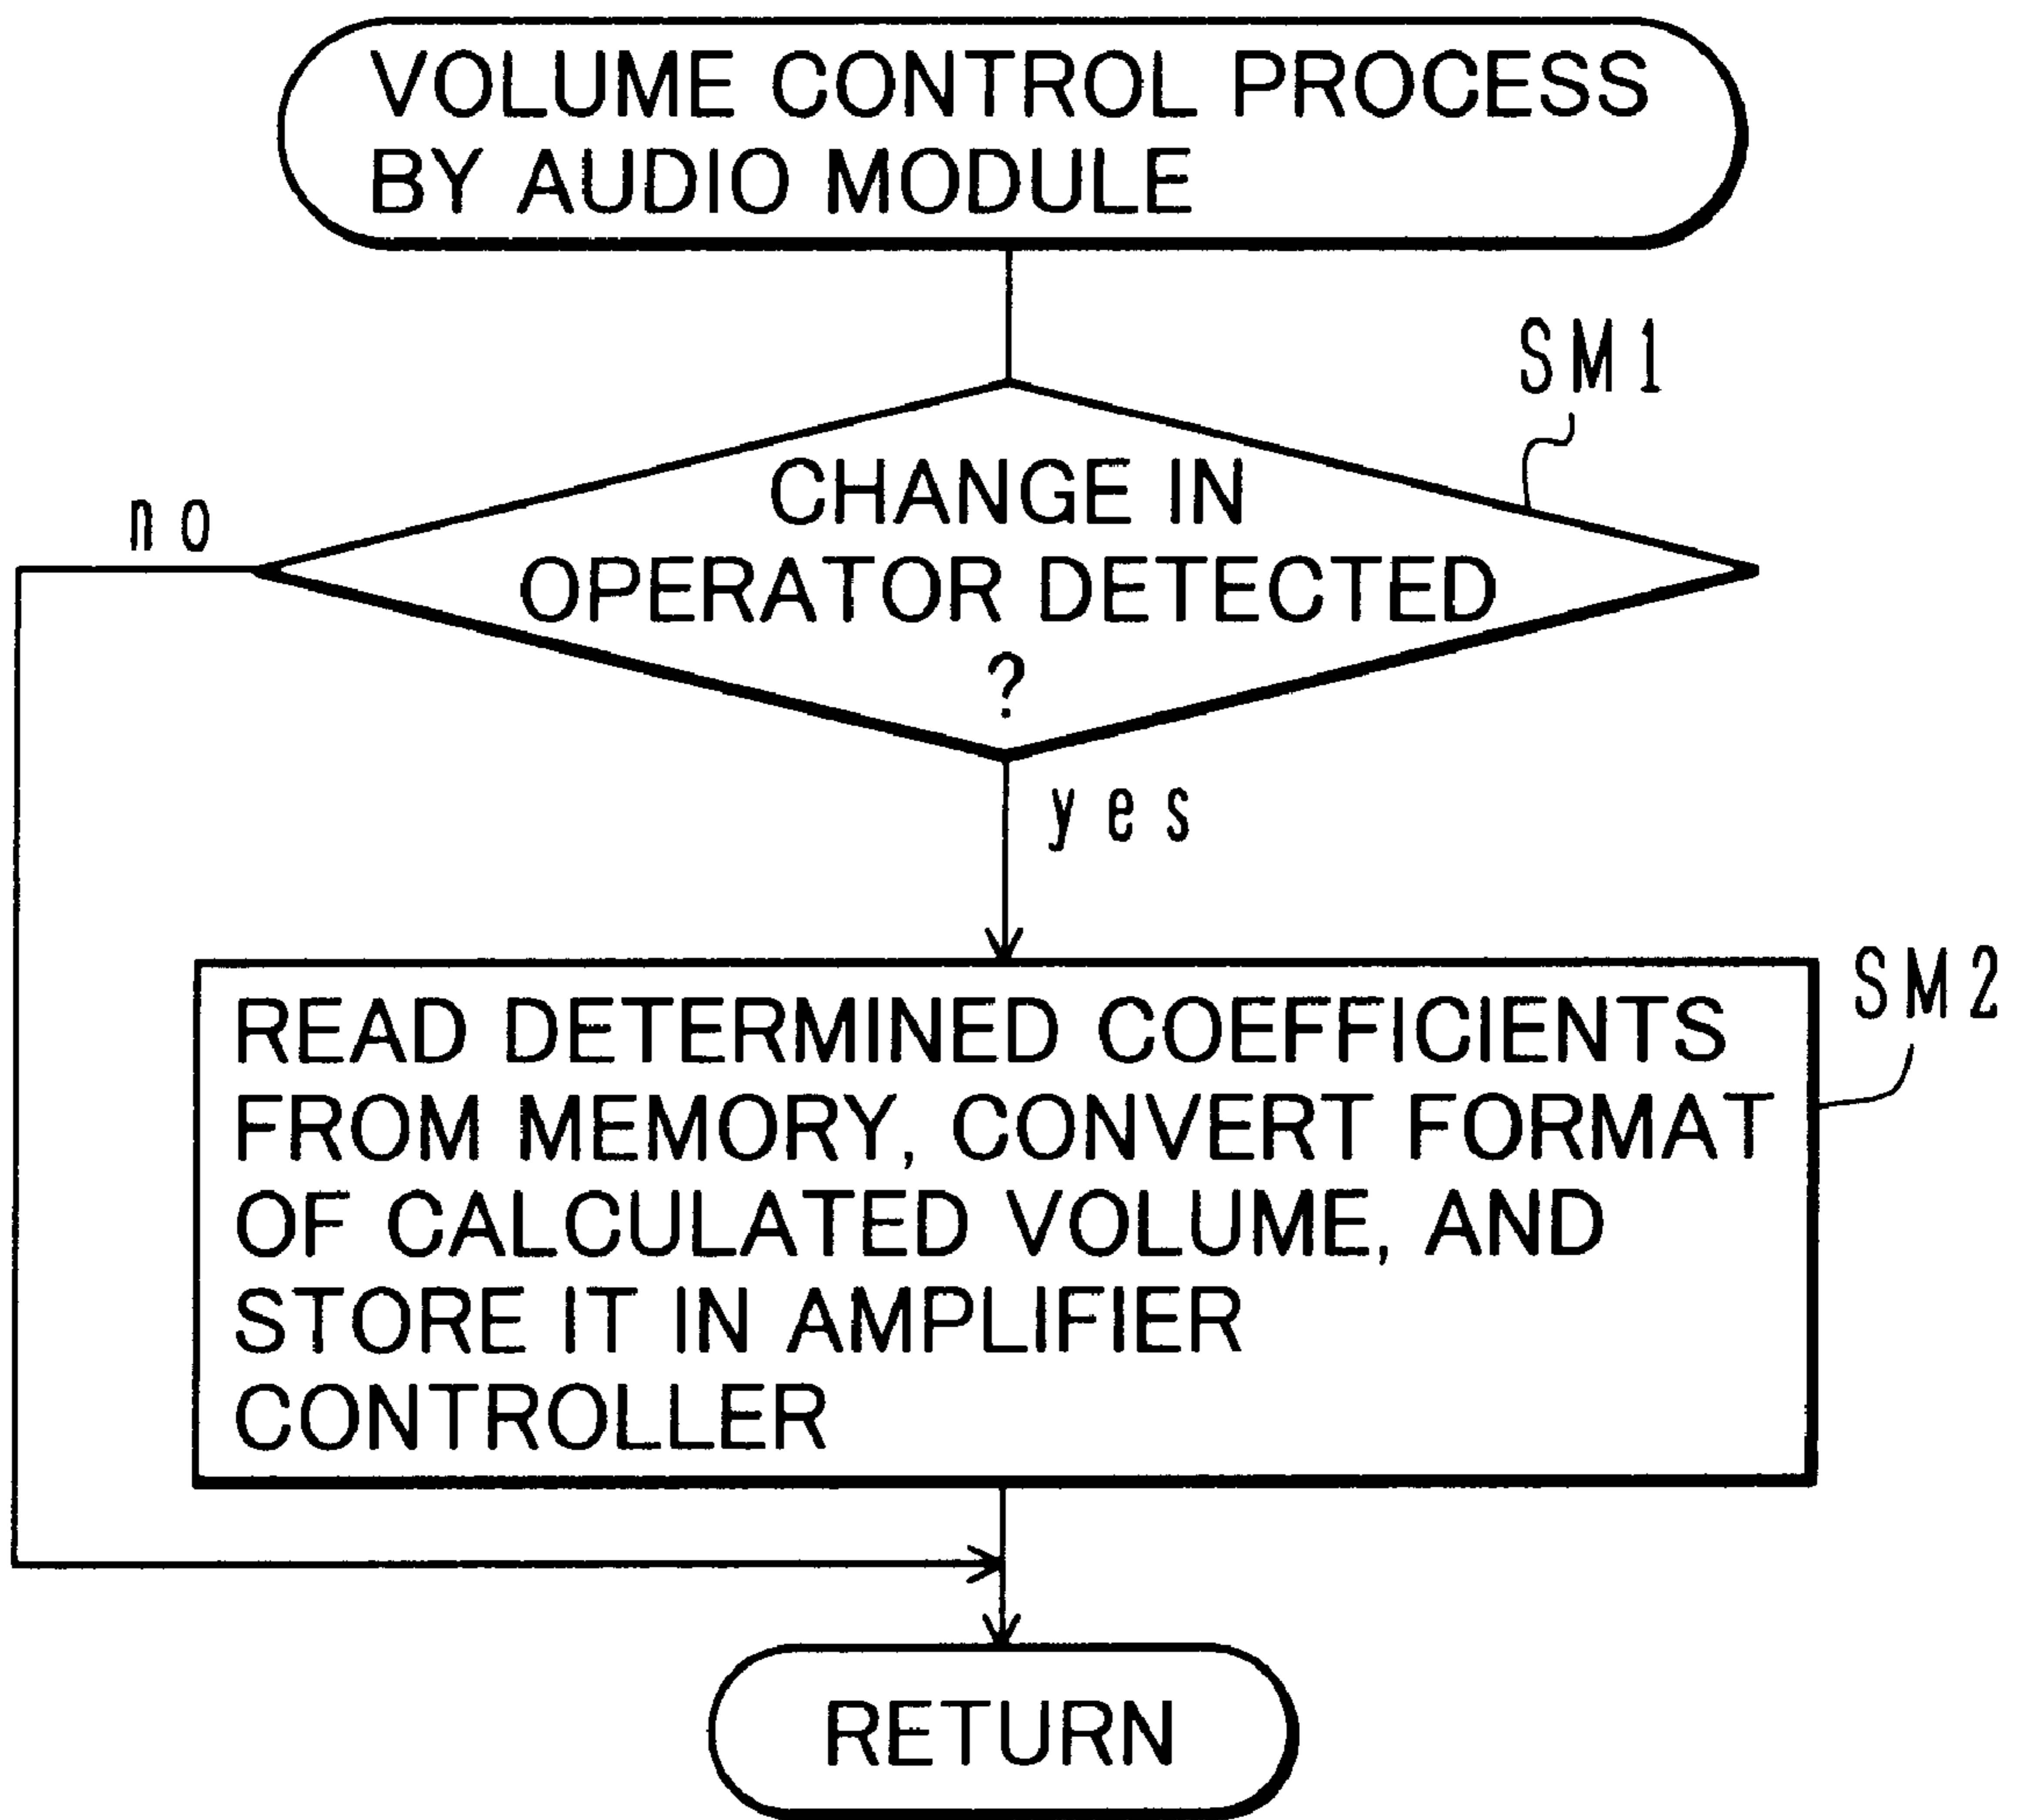 VOLUME CONTROL PROCESS
BY AUDIO MODULE
SM1
CHANGE IN
OPERATOR DETECTED
?
no
yes
SM2
READ DETERMINED COEFFICIENTS
FROM MEMORY, CONVERT FORMAT
OF CALCULATED VOLUME, AND
STORE IT IN AMPLIFIER
CONTROLLER
RETURN